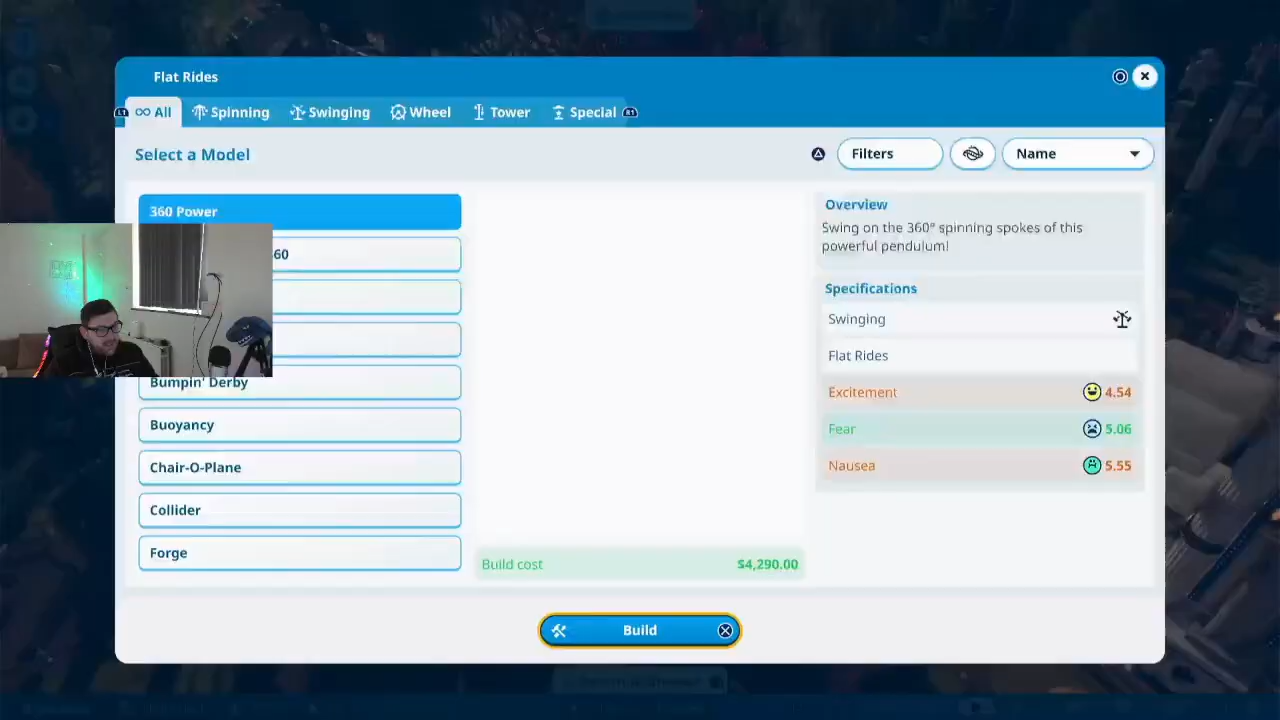 Flat Rides
L1 All Spinning Swinging Wheel Tower Special R1
Select a Model
Filters
Name
360 Power
60
Bumpin' Derby
Buoyancy
Chair-O-Plane
Collider
Forge
Build cost $4,290.00
Overview
Swing on the 360° spinning spokes of this
powerful pendulum!
Specifications
Swinging
Flat Rides
Excitement 4.54
Fear 5.06
Nausea 5.55
Build